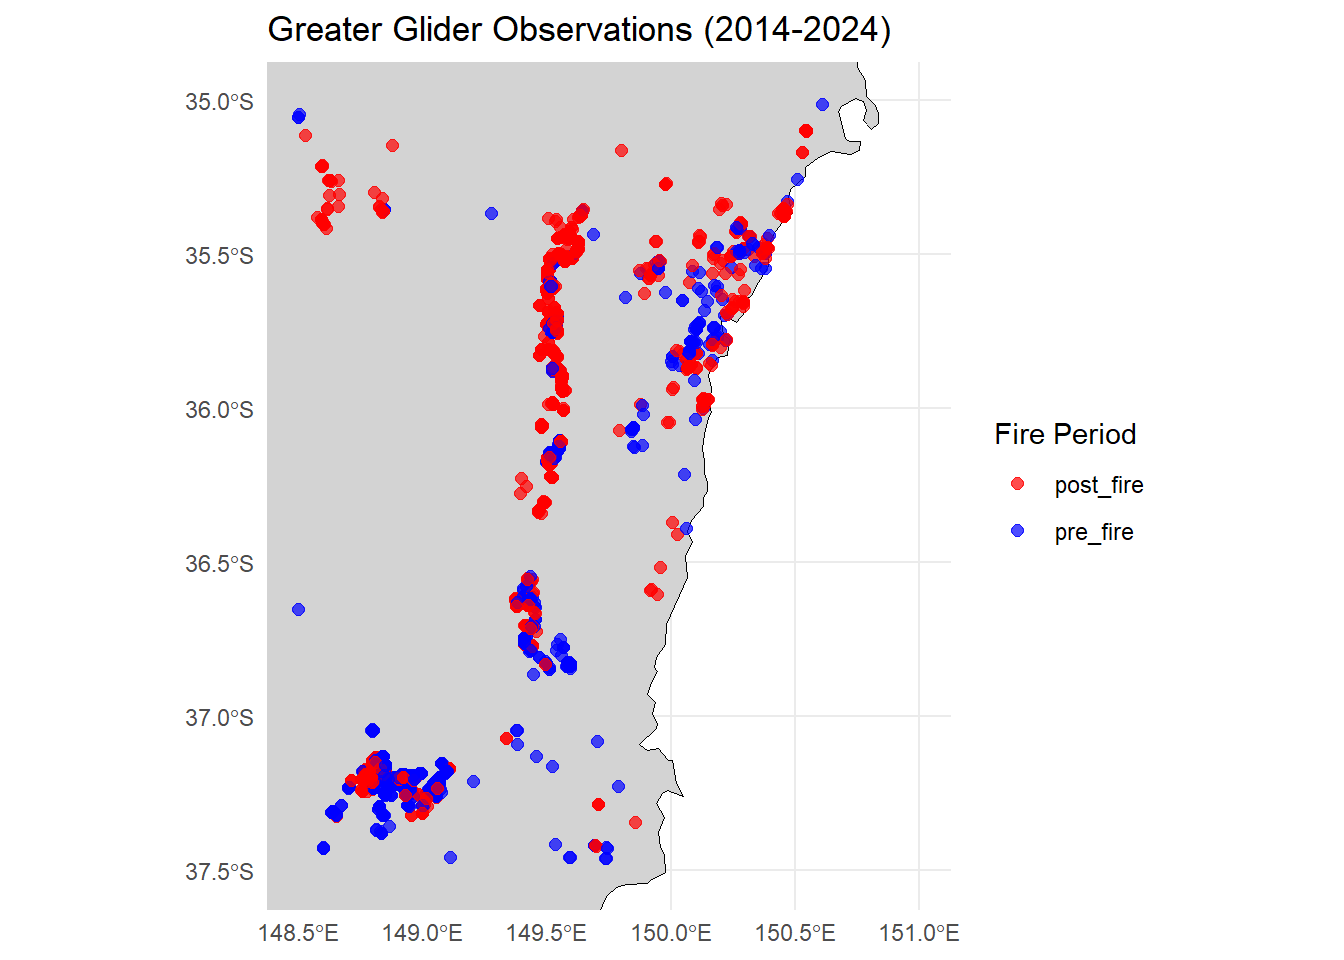 Greater Glider Observations (2014-2024)
35.0°S
35.5°S
36.0°S
36.5°S
37.0°S
37.5°S
148.5°E 149.0°E 149.5°E 150.0°E 150.5°E 151.0°E
Fire Period
post_fire
pre_fire